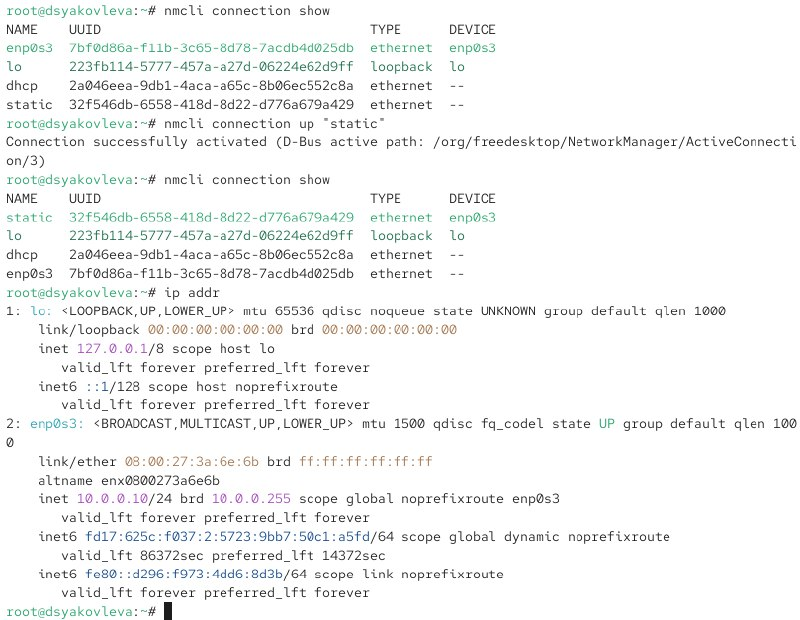 root@dsyakovleva:~# nmcli connection show
NAME    UUID                                  TYPE      DEVICE
enp0s3  7bf0d86a-f11b-3c65-8d78-7acdb4d025db  ethernet  enp0s3
lo      223fb114-5777-457a-a27d-06224e62d9ff  loopback  lo
dhcp    2a046eea-9db1-4aca-a65c-8b06ec552c8a  ethernet  --
static  32f546db-6558-418d-8d22-d776a679a429  ethernet  --
root@dsyakovleva:~# nmcli connection up "static"
Connection successfully activated (D-Bus active path: /org/freedesktop/NetworkManager/ActiveConnecti
on/3)
root@dsyakovleva:~# nmcli connection show
NAME    UUID                                  TYPE      DEVICE
static  32f546db-6558-418d-8d22-d776a679a429  ethernet  enp0s3
lo      223fb114-5777-457a-a27d-06224e62d9ff  loopback  lo
dhcp    2a046eea-9db1-4aca-a65c-8b06ec552c8a  ethernet  --
enp0s3  7bf0d86a-f11b-3c65-8d78-7acdb4d025db  ethernet  --
root@dsyakovleva:~# ip addr
1: lo: <LOOPBACK,UP,LOWER_UP> mtu 65536 qdisc noqueue state UNKNOWN group default qlen 1000
    link/loopback 00:00:00:00:00:00 brd 00:00:00:00:00:00
    inet 127.0.0.1/8 scope host lo
       valid_lft forever preferred_lft forever
    inet6 ::1/128 scope host noprefixroute
       valid_lft forever preferred_lft forever
2: enp0s3: <BROADCAST,MULTICAST,UP,LOWER_UP> mtu 1500 qdisc fq_codel state UP group default qlen 100
0
    link/ether 08:00:27:3a:6e:6b brd ff:ff:ff:ff:ff:ff
    altname enx0800273a6e6b
    inet 10.0.0.10/24 brd 10.0.0.255 scope global noprefixroute enp0s3
       valid_lft forever preferred_lft forever
    inet6 fd17:625c:f037:2:5723:9bb7:50c1:a5fd/64 scope global dynamic noprefixroute
       valid_lft 86372sec preferred_lft 14372sec
    inet6 fe80::d296:f973:4dd6:8d3b/64 scope link noprefixroute
       valid_lft forever preferred_lft forever
root@dsyakovleva:~#